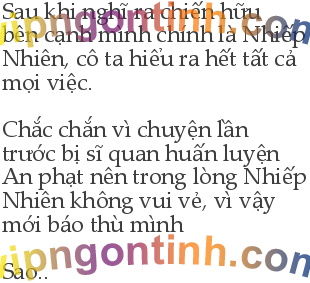 Sau khi nghĩ ra chiến hữu
bên cạnh mình chính là Nhiếp
Nhiên, cô ta hiểu ra hết tất cả
mọi việc.
Chắc chắn vì chuyện lần
trước bị sĩ quan huấn luyện
An phạt nên trong lòng Nhiếp
Nhiên không vui vẻ, vì vậy
mới báo thù mình
vipngontinh.com
Sao..